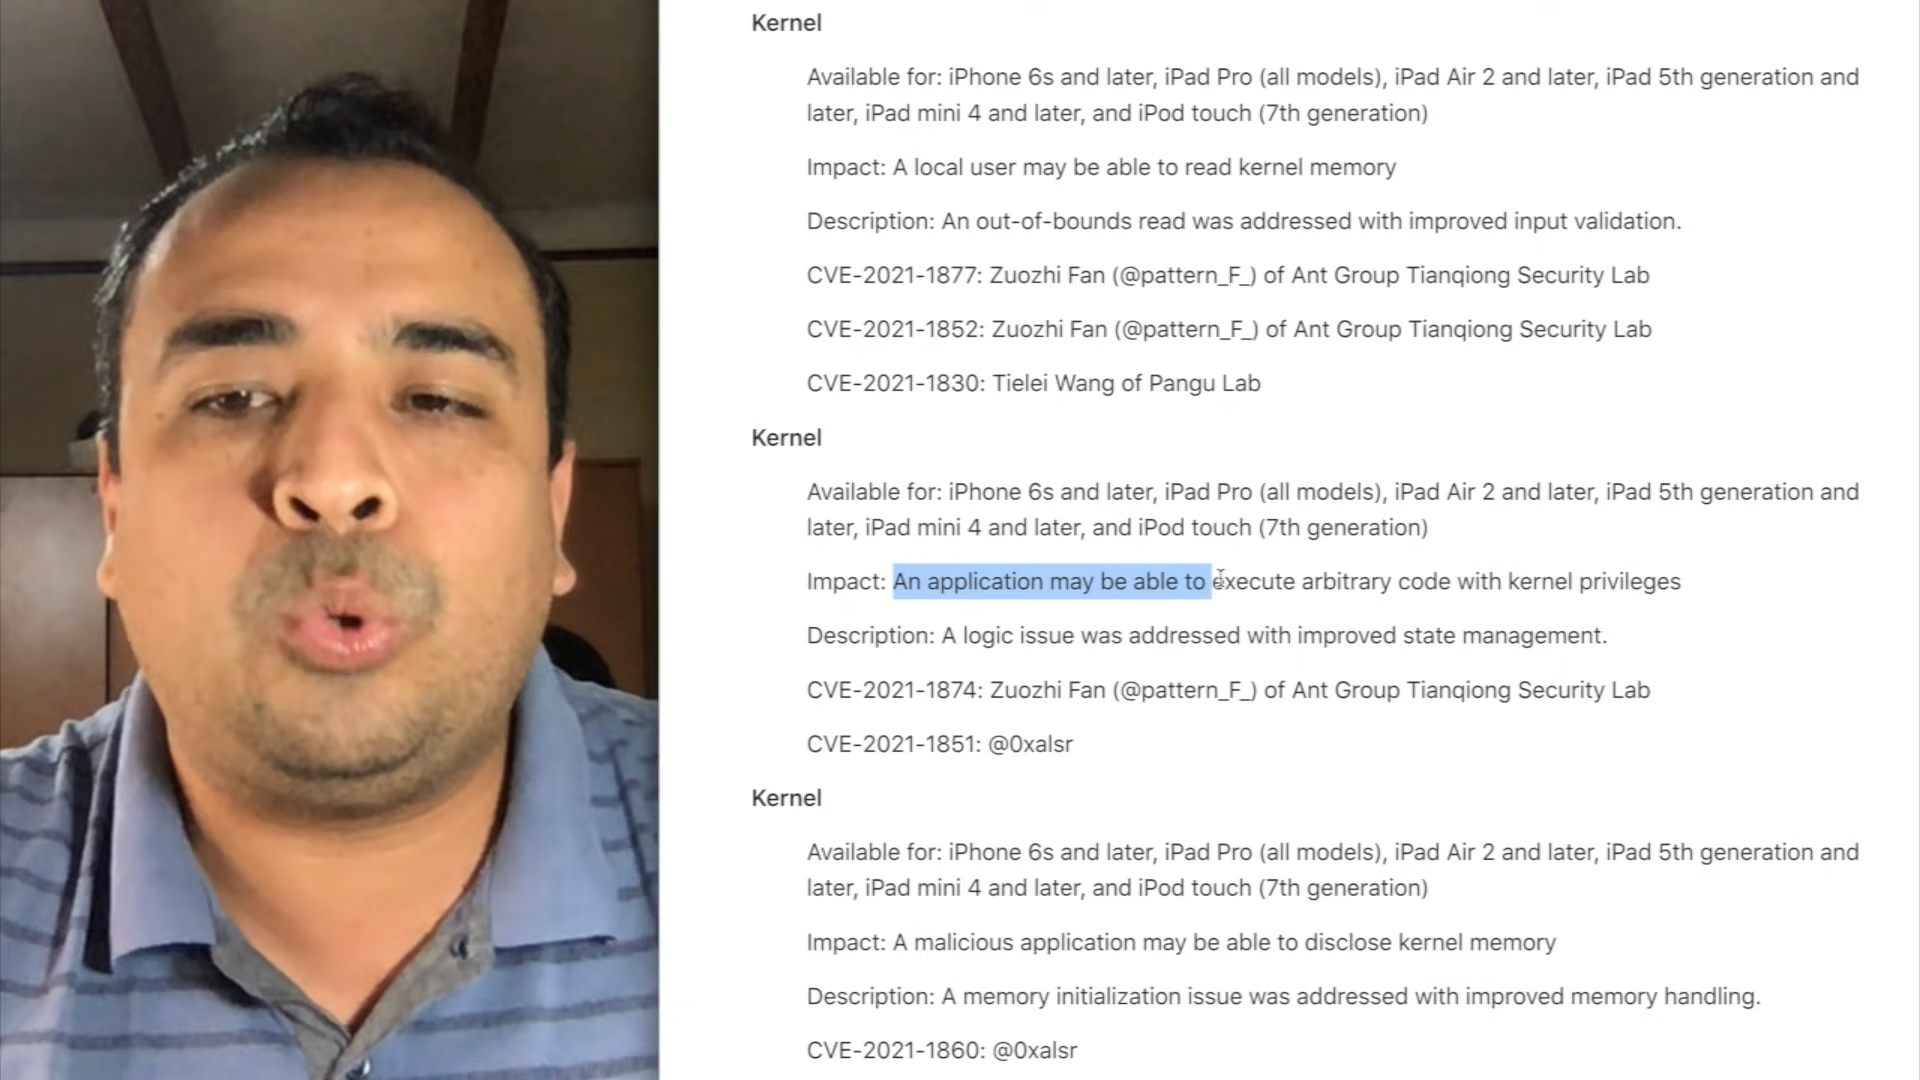 Kernel
Available for: iPhone 6s and later, iPad Pro (all models), iPad Air 2 and later, iPad 5th generation and
later, iPad mini 4 and later, and iPod touch (7th generation)
Impact: A local user may be able to read kernel memory
Description: An out-of-bounds read was addressed with improved input validation.
CVE-2021-1877: Zuozhi Fan (@pattern_F_) of Ant Group Tianqiong Security Lab
CVE-2021-1852: Zuozhi Fan (@pattern_F_) of Ant Group Tianqiong Security Lab
CVE-2021-1830: Tielei Wang of Pangu Lab
Kernel
Available for: iPhone 6s and later, iPad Pro (all models), iPad Air 2 and later, iPad 5th generation and
later, iPad mini 4 and later, and iPod touch (7th generation)
Impact: An application may be able to execute arbitrary code with kernel privileges
Description: A logic issue was addressed with improved state management.
CVE-2021-1874: Zuozhi Fan (@pattern_F_) of Ant Group Tianqiong Security Lab
CVE-2021-1851: @0xalsr
Kernel
Available for: iPhone 6s and later, iPad Pro (all models), iPad Air 2 and later, iPad 5th generation and
later, iPad mini 4 and later, and iPod touch (7th generation)
Impact: A malicious application may be able to disclose kernel memory
Description: A memory initialization issue was addressed with improved memory handling.
CVE-2021-1860: @0xalsr